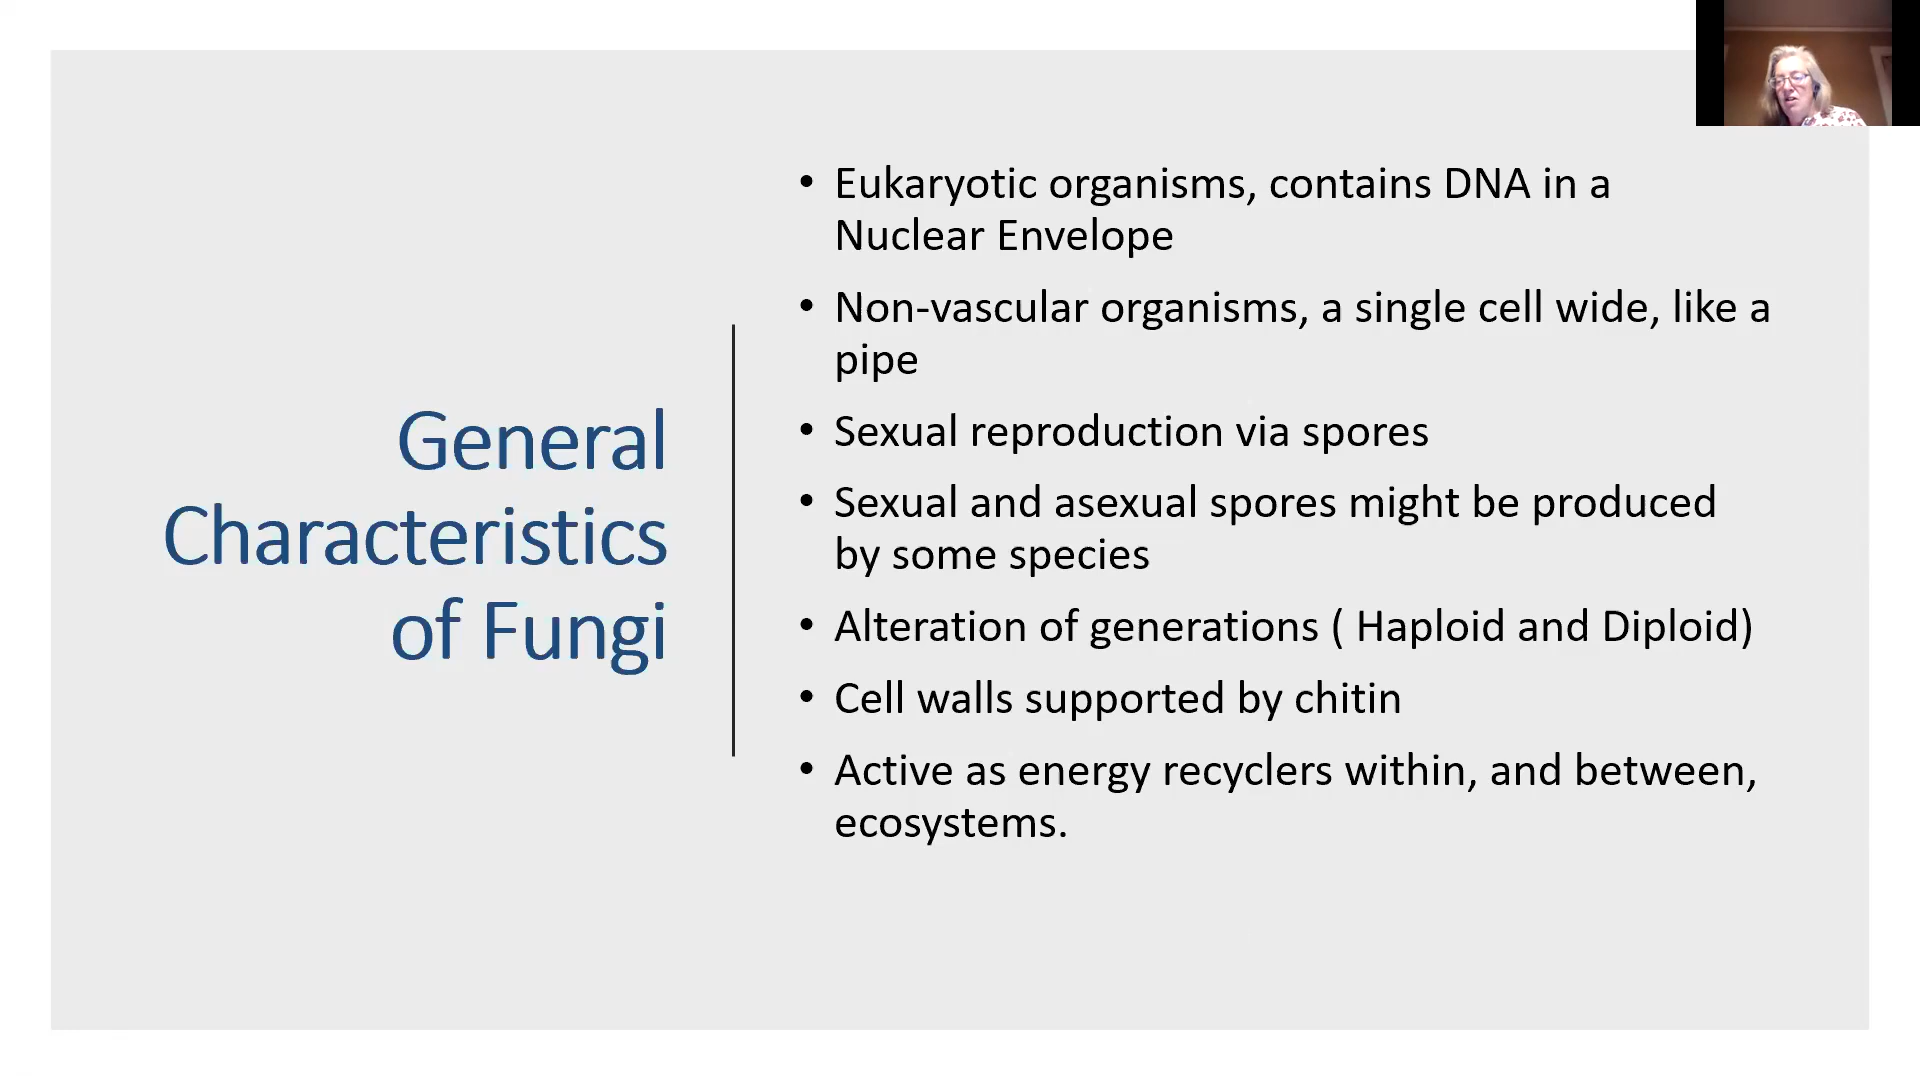 General
Characteristics
of Fungi
• Eukaryotic organisms, contains DNA in a
Nuclear Envelope
• Non-vascular organisms, a single cell wide, like a
pipe
• Sexual reproduction via spores
• Sexual and asexual spores might be produced
by some species
• Alteration of generations ( Haploid and Diploid)
• Cell walls supported by chitin
• Active as energy recyclers within, and between,
ecosystems.